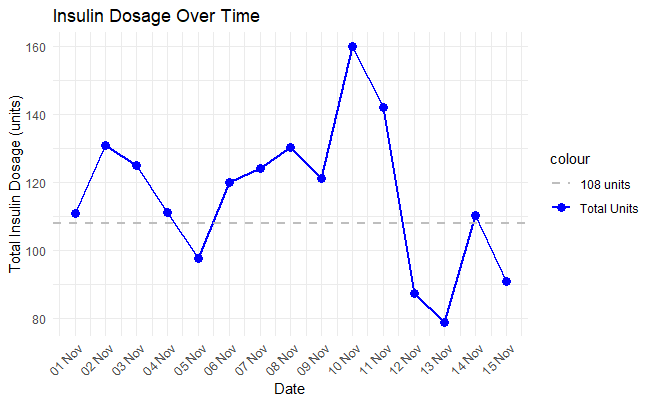 Insulin Dosage Over Time
Total Insulin Dosage (units)
160
140
120
100
80
01 Nov
02 Nov
03 Nov
04 Nov
05 Nov
06 Nov
07 Nov
08 Nov
09 Nov
10 Nov
11 Nov
12 Nov
13 Nov
14 Nov
15 Nov
Date
colour
108 units
Total Units